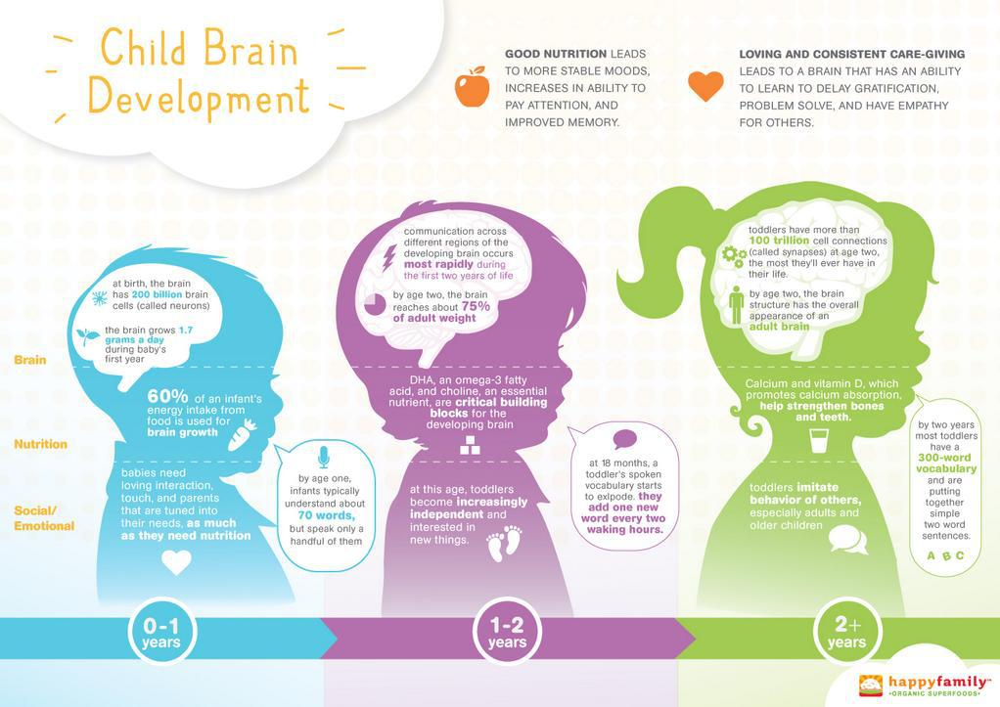 Child Brain
Development
GOOD NUTRITION LEADS
TO MORE STABLE MOODS,
INCREASES IN ABILITY TO
PAY ATTENTION, AND
IMPROVED MEMORY.
LOVING AND CONSISTENT CARE-GIVING
LEADS TO A BRAIN THAT HAS AN ABILITY
TO LEARN TO DELAY GRATIFICATION,
PROBLEM SOLVE, AND HAVE EMPATHY
FOR OTHERS.
Brain
Nutrition
Social/
Emotional
at birth, the brain
has 200 billion brain
cells (called neurons)
the brain grows 1.7
grams a day
during baby's
first year
60% of an infant's
energy intake from
food is used for
brain growth
babies need
loving interaction,
touch, and parents
that are tuned into
their needs, as much
as they need nutrition
by age one,
infants typically
understand about
70 words,
but speak only a
handful of them
communication across
different regions of the
developing brain occurs
most rapidly during
the first two years of life
by age two, the brain
reaches about 75%
of adult weight
DHA, an omega-3 fatty
acid, and choline, an essential
nutrient, are critical building
blocks for the
developing brain
at this age, toddlers
become increasingly
independent and
interested in
new things.
at 18 months, a
toddler's spoken
vocabulary starts
to expolode. they
add one new
word every two
waking hours.
toddlers have more than
100 trillion cell connections
(called synapses) at age two,
the most they'll ever have in
their life.
by age two, the brain
structure has the overall
appearance of an
adult brain
Calcium and vitamin D, which
promotes calcium absorption,
help strengthen bones
and teeth.
toddlers imitate
behavior of others,
especially adults and
older children
by two years
most toddlers
have a
300-word
vocabulary
and are
putting
together
simple
two word
sentences.
A B C
0-1
years
1-2
years
2+
years
happyfamily™
•ORGANIC SUPERFOODS•